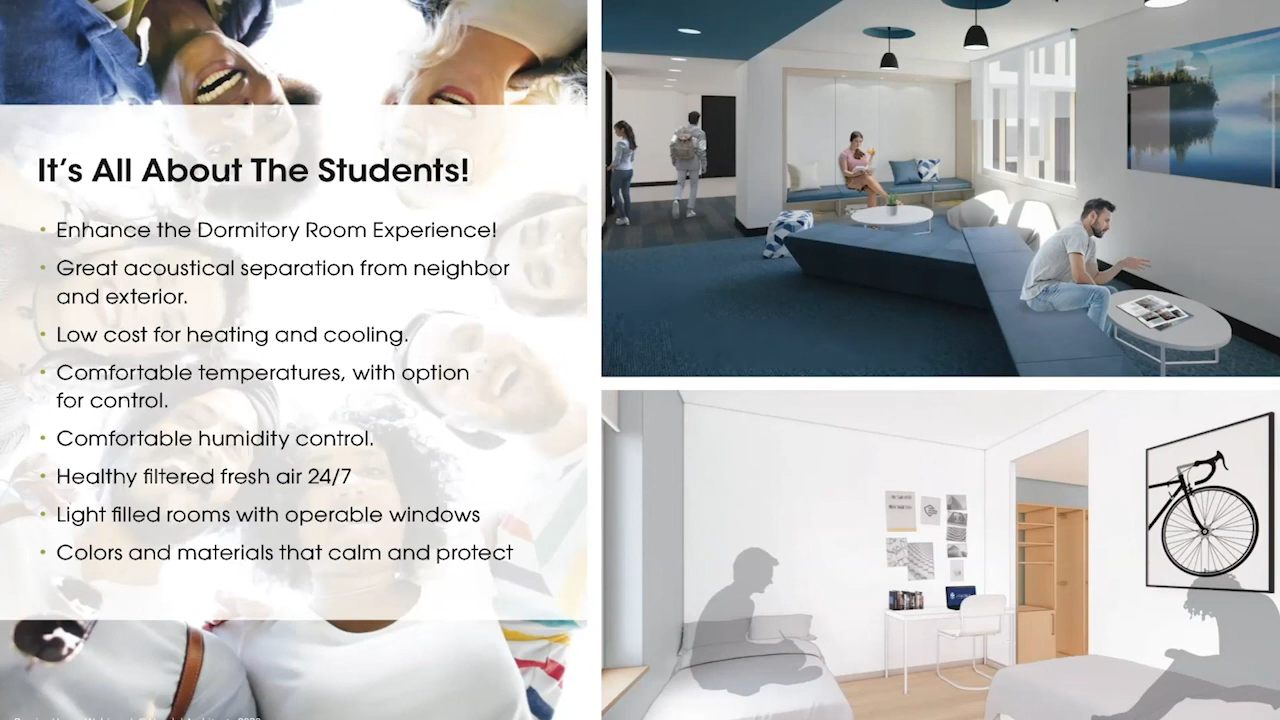 It's All About The Students!
• Enhance the Dormitory Room Experience!
• Great acoustical separation from neighbor
and exterior.
• Low cost for heating and cooling.
• Comfortable temperatures, with option
for control.
• Comfortable humidity control.
• Healthy filtered fresh air 24/7
• Light filled rooms with operable windows
• Colors and materials that calm and protect